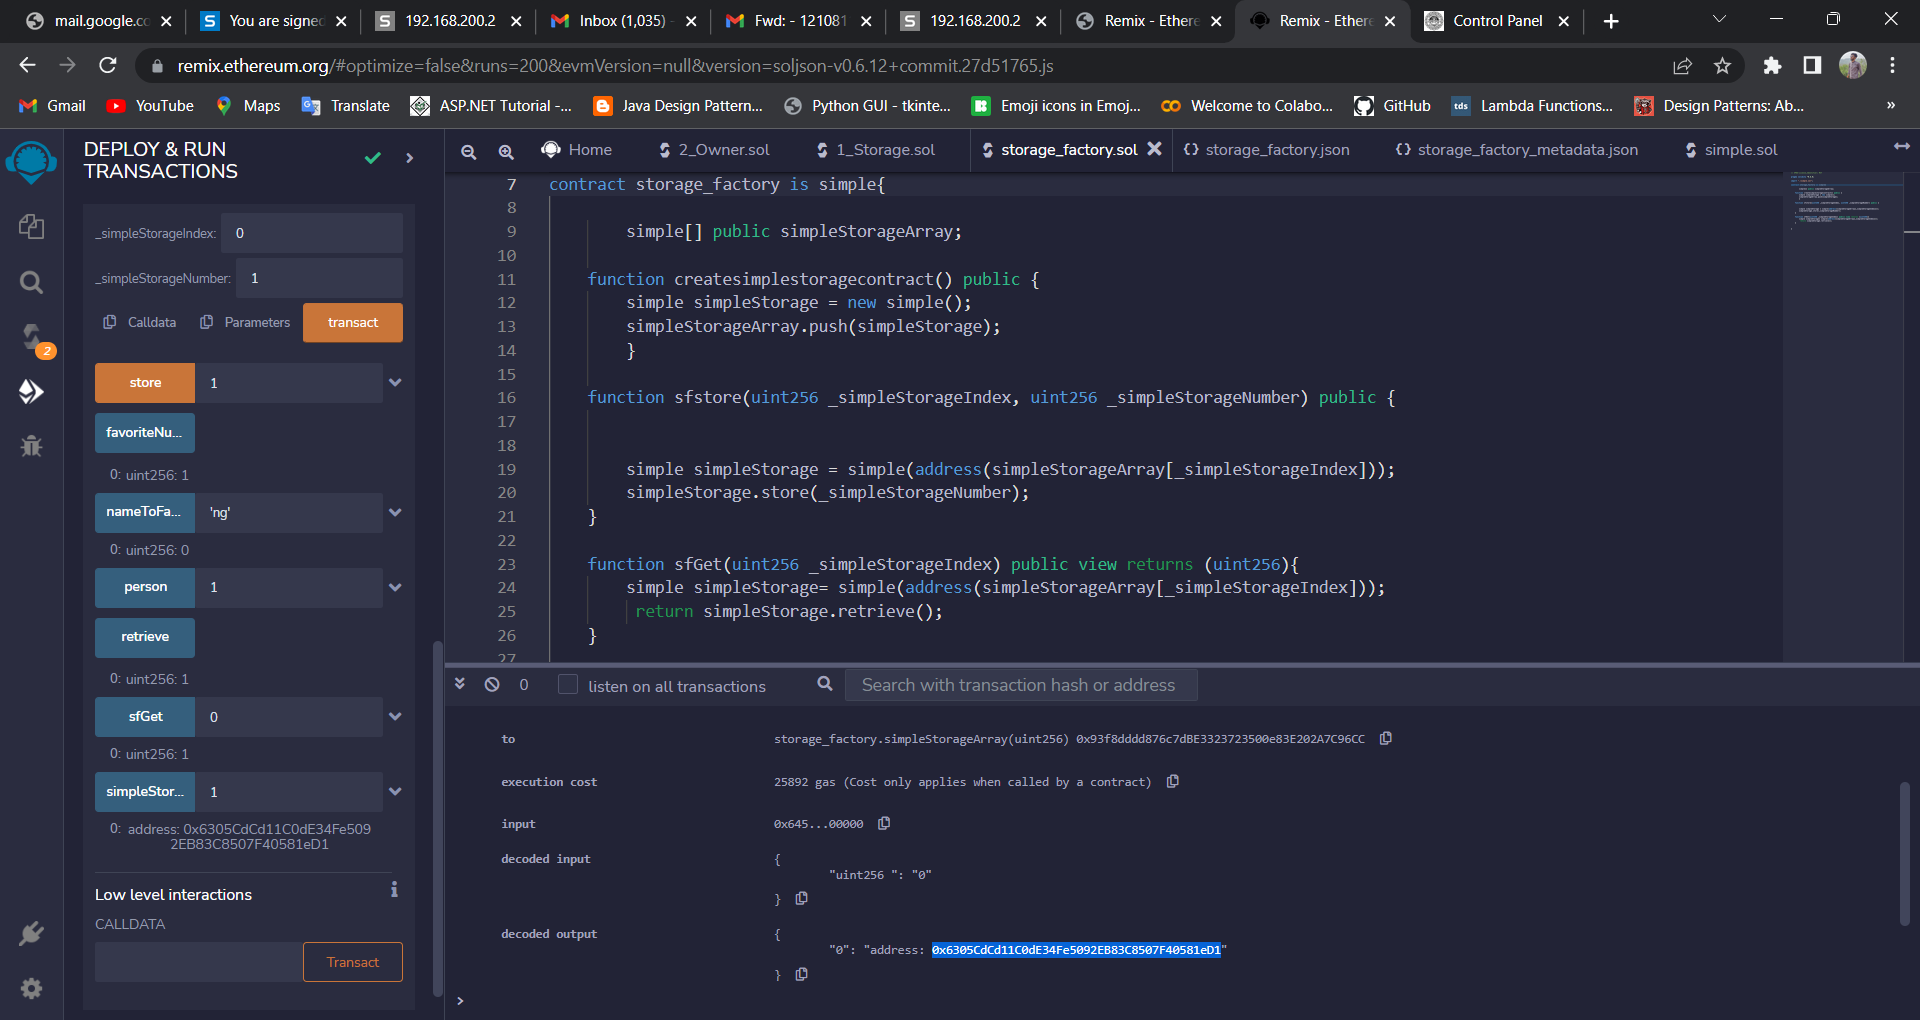 mail.google.co
You are signed
192.168.200.2
Inbox (1,035) -
Fwd: - 121081
192.168.200.2
Remix - Ethere
Remix - Ethere
Control Panel
remix.ethereum.org/#optimize=false&runs=200&evmVersion=null&version=soljson-v0.6.12+commit.27d51765.js
Gmail
YouTube
Maps
Translate
ASP.NET Tutorial -...
Java Design Pattern...
Python GUI - tkinte...
Emoji icons in Emoj...
Welcome to Colabo...
GitHub
tds
Lambda Functions...
Design Patterns: Ab...
»
DEPLOY & RUN
TRANSACTIONS
_simpleStorageIndex: 0
_simpleStorageNumber: 1
Calldata
Parameters
transact
2
store 1
favoriteNu...
0: uint256: 1
nameToFa... 'ng'
0: uint256: 0
person 1
retrieve
0: uint256: 1
sfGet 0
0: uint256: 1
simpleStor... 1
0: address: 0x6305CdCd11C0dE34Fe509
2EB83C8507F40581eD1
Low level interactions
i
CALLDATA
Transact
Home
2_Owner.sol
1_Storage.sol
storage_factory.sol
storage_factory.json
storage_factory_metadata.json
simple.sol
7 contract storage_factory is simple{
8
9 simple[] public simpleStorageArray;
10
11 function createsimplestoragecontract() public {
12 simple simpleStorage = new simple();
13 simpleStorageArray.push(simpleStorage);
14 }
15
16 function sfstore(uint256 _simpleStorageIndex, uint256 _simpleStorageNumber) public {
17
18
19 simple simpleStorage = simple(address(simpleStorageArray[_simpleStorageIndex]));
20 simpleStorage.store(_simpleStorageNumber);
21 }
22
23 function sfGet(uint256 _simpleStorageIndex) public view returns (uint256){
24 simple simpleStorage= simple(address(simpleStorageArray[_simpleStorageIndex]));
25 return simpleStorage.retrieve();
26 }
27
0
listen on all transactions
Search with transaction hash or address
to storage_factory.simpleStorageArray(uint256) 0x93f8dddd876c7dBE3323723500e83E202A7C96CC
execution cost 25892 gas (Cost only applies when called by a contract)
input 0x645...00000
decoded input {
"uint256 ": "0"
}
decoded output {
"0": "address: 0x6305CdCd11C0dE34Fe5092EB83C8507F40581eD1"
}
>